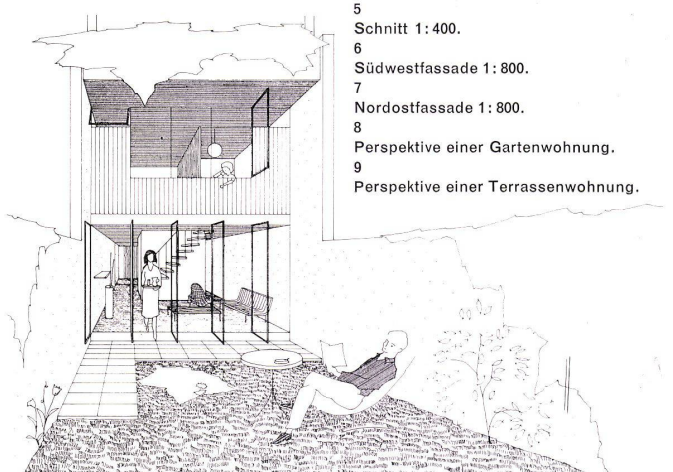 5
Schnitt 1:400.
6
Südwestfassade 1:800.
7
Nordostfassade 1:800.
8
Perspektive einer Gartenwohnung.
9
Perspektive einer Terrassenwohnung.